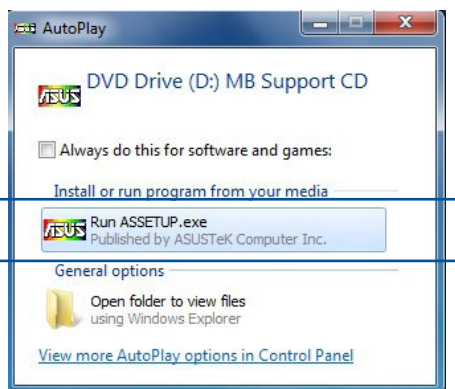 AutoPlay
DVD Drive (D:) MB Support CD
ASUS
Always do this for software and games:
Install or run program from your media
ASUS
Run ASSETUP.exe
Published by ASUSTeK Computer Inc.
General options
Open folder to view files
using Windows Explorer
View more AutoPlay options in Control Panel